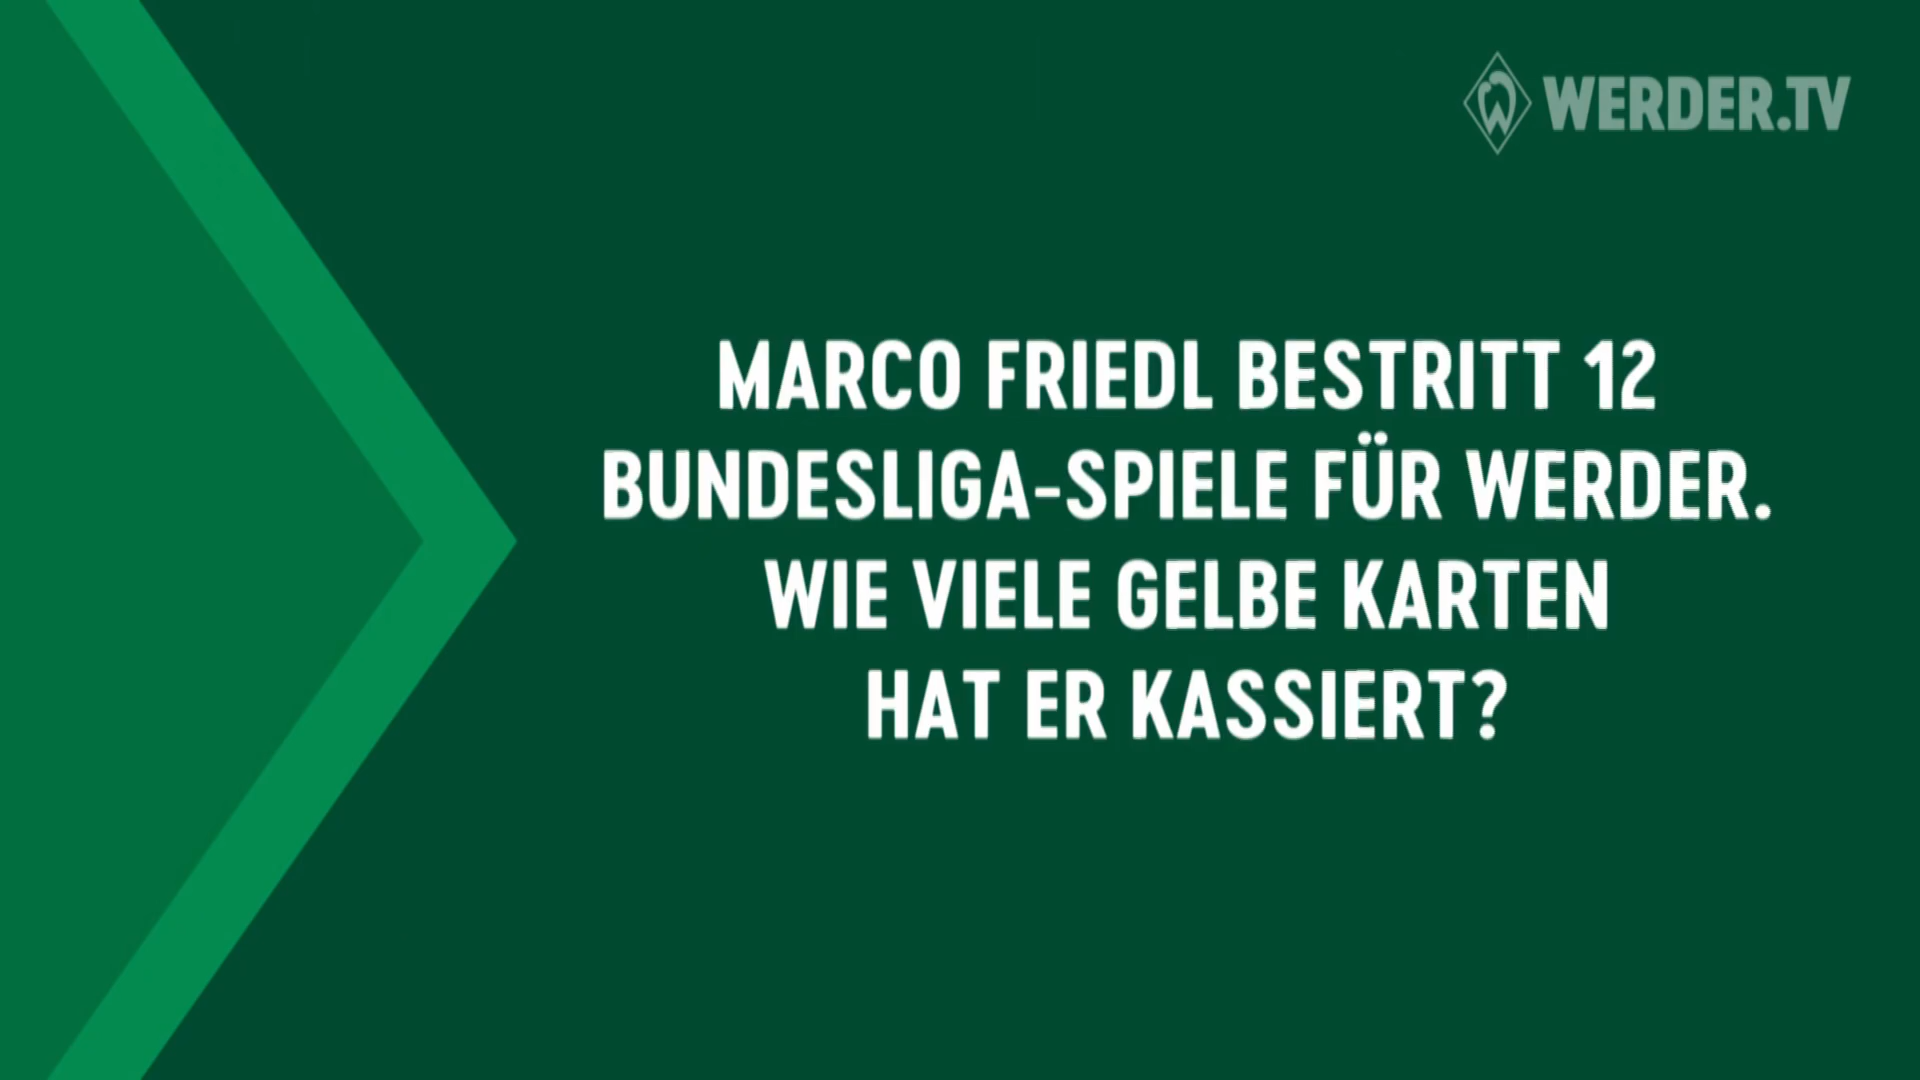 WERDER.TV
MARCO FRIEDL BESTRITT 12
BUNDESLIGA-SPIELE FÜR WERDER.
WIE VIELE GELBE KARTEN
HAT ER KASSIERT?